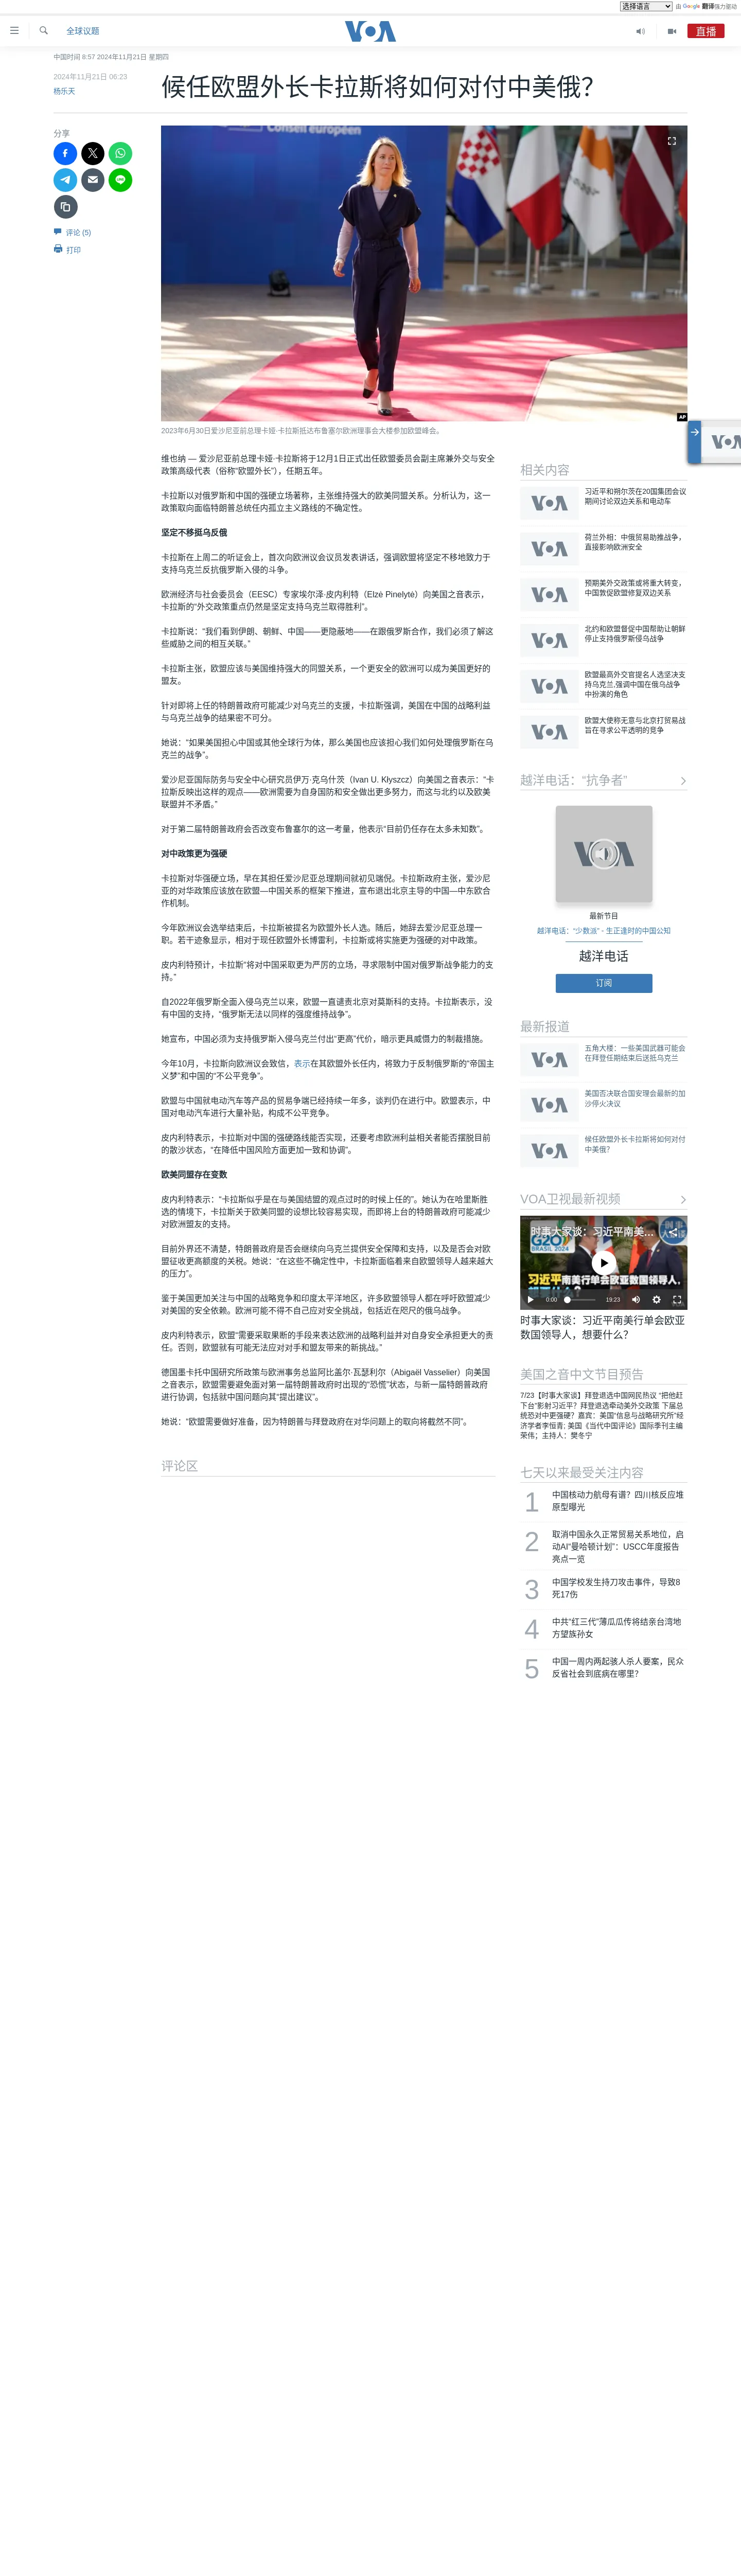 选择语言
由 Google 翻译强力驱动
全球议题
VOA
直播
中国时间 8:57 2024年11月21日 星期四
2024年11月21日 06:23
杨乐天
候任欧盟外长卡拉斯将如何对付中美俄？
分享
评论 (5)
打印
AP
2023年6月30日爱沙尼亚前总理卡娅·卡拉斯抵达布鲁塞尔欧洲理事会大楼参加欧盟峰会。
维也纳 — 爱沙尼亚前总理卡娅·卡拉斯将于12月1日正式出任欧盟委员会副主席兼外交与安全
政策高级代表（俗称“欧盟外长”），任期五年。
卡拉斯以对俄罗斯和中国的强硬立场著称，主张维持强大的欧美同盟关系。分析认为，这一
政策取向面临特朗普总统任内孤立主义路线的不确定性。
坚定不移挺乌反俄
卡拉斯在上周二的听证会上，首次向欧洲议会议员发表讲话，强调欧盟将坚定不移地致力于
支持乌克兰反抗俄罗斯入侵的斗争。
欧洲经济与社会委员会（EESC）专家埃尔泽·皮内利特（Elzė Pinelytė）向美国之音表示，
卡拉斯的“外交政策重点仍然是坚定支持乌克兰取得胜利”。
卡拉斯说：“我们看到伊朗、朝鲜、中国——更隐蔽地——在跟俄罗斯合作，我们必须了解这
些威胁之间的相互关联。”
卡拉斯主张，欧盟应该与美国维持强大的同盟关系，一个更安全的欧洲可以成为美国更好的
盟友。
针对即将上任的特朗普政府可能减少对乌克兰的支援，卡拉斯强调，美国在中国的战略利益
与乌克兰战争的结果密不可分。
她说：“如果美国担心中国或其他全球行为体，那么美国也应该担心我们如何处理俄罗斯在乌
克兰的战争”。
爱沙尼亚国际防务与安全中心研究员伊万·克乌什茨（Ivan U. Kłyszcz）向美国之音表示：“卡
拉斯反映出这样的观点——欧洲需要为自身国防和安全做出更多努力，而这与北约以及欧美
联盟并不矛盾。”
对于第二届特朗普政府会否改变布鲁塞尔的这一考量，他表示“目前仍任存在太多未知数”。
对中政策更为强硬
卡拉斯对华强硬立场，早在其担任爱沙尼亚总理期间就初见端倪。卡拉斯政府主张，爱沙尼
亚的对华政策应该放在欧盟—中国关系的框架下推进，宣布退出北京主导的中国—中东欧合
作机制。
今年欧洲议会选举结束后，卡拉斯被提名为欧盟外长人选。随后，她辞去爱沙尼亚总理一
职。若干迹象显示，相对于现任欧盟外长博雷利，卡拉斯或将实施更为强硬的对中政策。
皮内利特预计，卡拉斯“将对中国采取更为严厉的立场，寻求限制中国对俄罗斯战争能力的支
持。”
自2022年俄罗斯全面入侵乌克兰以来，欧盟一直谴责北京对莫斯科的支持。卡拉斯表示，没
有中国的支持，“俄罗斯无法以同样的强度维持战争”。
她宣布，中国必须为支持俄罗斯入侵乌克兰付出“更高”代价，暗示更具威慑力的制裁措施。
今年10月，卡拉斯向欧洲议会致信，表示在其欧盟外长任内，将致力于反制俄罗斯的“帝国主
义梦”和中国的“不公平竞争”。
欧盟与中国就电动汽车等产品的贸易争端已经持续一年多，谈判仍在进行中。欧盟表示，中
国对电动汽车进行大量补贴，构成不公平竞争。
皮内利特表示，卡拉斯对中国的强硬路线能否实现，还要考虑欧洲利益相关者能否摆脱目前
的散沙状态，“在降低中国风险方面更加一致和协调”。
欧美同盟存在变数
皮内利特表示：“卡拉斯似乎是在与美国结盟的观点过时的时候上任的”。她认为在哈里斯胜
选的情境下，卡拉斯关于欧美同盟的设想比较容易实现，而即将上台的特朗普政府可能减少
对欧洲盟友的支持。
目前外界还不清楚，特朗普政府是否会继续向乌克兰提供安全保障和支持，以及是否会对欧
盟征收更高额度的关税。她说：“在这些不确定性中，卡拉斯面临着来自欧盟领导人越来越大
的压力”。
鉴于美国更加关注与中国的战略竞争和印度太平洋地区，许多欧盟领导人都在呼吁欧盟减少
对美国的安全依赖。欧洲可能不得不自己应对安全挑战，包括近在咫尺的俄乌战争。
皮内利特表示，欧盟“需要采取果断的手段来表达欧洲的战略利益并对自身安全承担更大的责
任。否则，欧盟就有可能无法应对对手和盟友带来的新挑战。”
德国墨卡托中国研究所政策与欧洲事务总监阿比盖尔·瓦瑟利尔（Abigaël Vasselier）向美国
之音表示，欧盟需要避免面对第一届特朗普政府时出现的“恐慌”状态，与新一届特朗普政府
进行协调，包括就中国问题向其“提出建议”。
她说：“欧盟需要做好准备，因为特朗普与拜登政府在对华问题上的取向将截然不同”。
评论区
相关内容
习近平和朔尔茨在20国集团会议
期间讨论双边关系和电动车
荷兰外相：中俄贸易助推战争，
直接影响欧洲安全
预期美外交政策或将重大转变，
中国敦促欧盟修复双边关系
北约和欧盟督促中国帮助让朝鲜
停止支持俄罗斯侵乌战争
欧盟最高外交官提名人选坚决支
持乌克兰,强调中国在俄乌战争
中扮演的角色
欧盟大使称无意与北京打贸易战
旨在寻求公平透明的竞争
越洋电话：“抗争者”
最新节目
越洋电话：“少数派” - 生正逢时的中国公知
越洋电话
订阅
最新报道
五角大楼：一些美国武器可能会
在拜登任期结束后送抵乌克兰
美国否决联合国安理会最新的加
沙停火决议
候任欧盟外长卡拉斯将如何对付
中美俄？
VOA卫视最新视频
时事大家谈：习近平南美...
G20
BRASIL 2024
习近平南美行单会欧亚数国领导人，
0:00
19:23
时事大家谈：习近平南美行单会欧亚
数国领导人，想要什么？
美国之音中文节目预告
7/23【时事大家谈】拜登退选中国网民热议 “把他赶
下台”影射习近平？拜登退选牵动美外交政策 下届总
统恐对中更强硬？嘉宾：美国“信息与战略研究所”经
济学者李恒青; 美国《当代中国评论》国际季刊主编
荣伟；主持人：樊冬宁
七天以来最受关注内容
1 中国核动力航母有谱？四川核反应堆
原型曝光
2 取消中国永久正常贸易关系地位，启
动AI“曼哈顿计划”：USCC年度报告
亮点一览
3 中国学校发生持刀攻击事件，导致8
死17伤
4 中共“红三代”薄瓜瓜传将结亲台湾地
方望族孙女
5 中国一周内两起骇人杀人要案，民众
反省社会到底病在哪里？